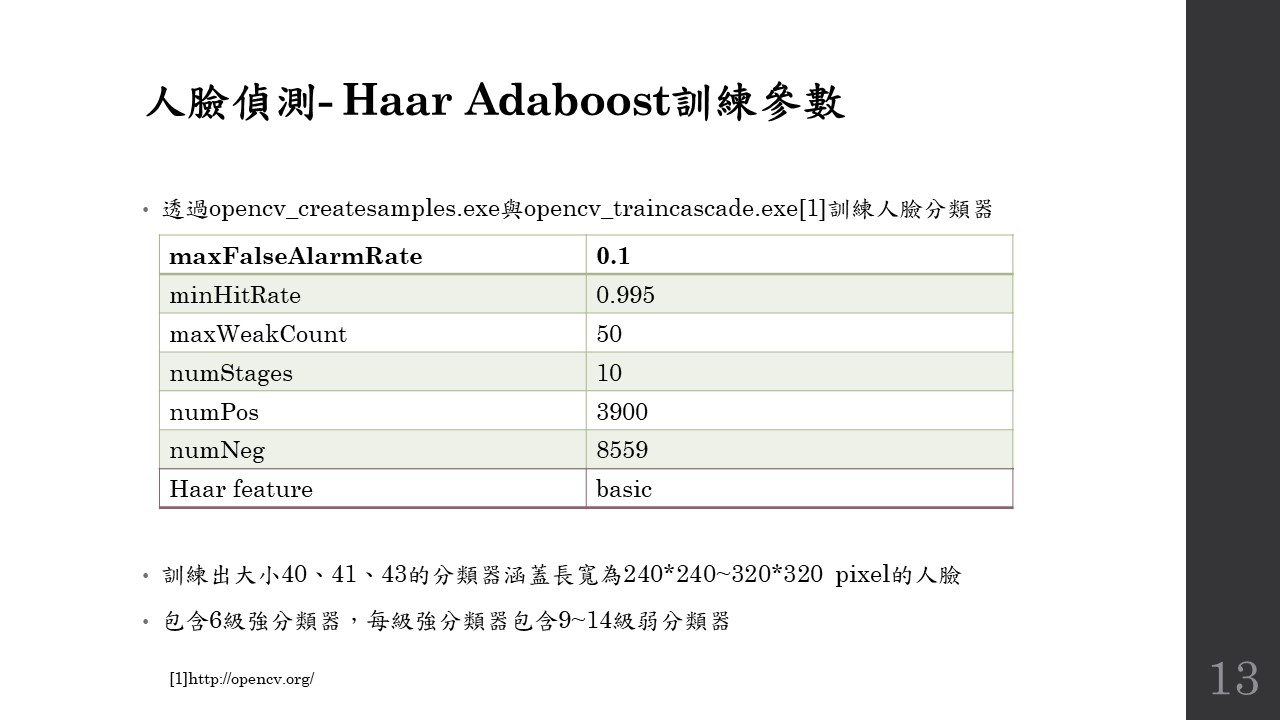 人臉偵測- Haar Adaboost訓練參數
• 透過opencv_createsamples.exe與opencv_traincascade.exe[1]訓練人臉分類器
maxFalseAlarmRate 0.1
minHitRate 0.995
maxWeakCount 50
numStages 10
numPos 3900
numNeg 8559
Haar feature basic
• 訓練出大小40、41、43的分類器涵蓋長寬為240*240~320*320 pixel的人臉
• 包含6級強分類器，每級強分類器包含9~14級弱分類器
[1]http://opencv.org/
13